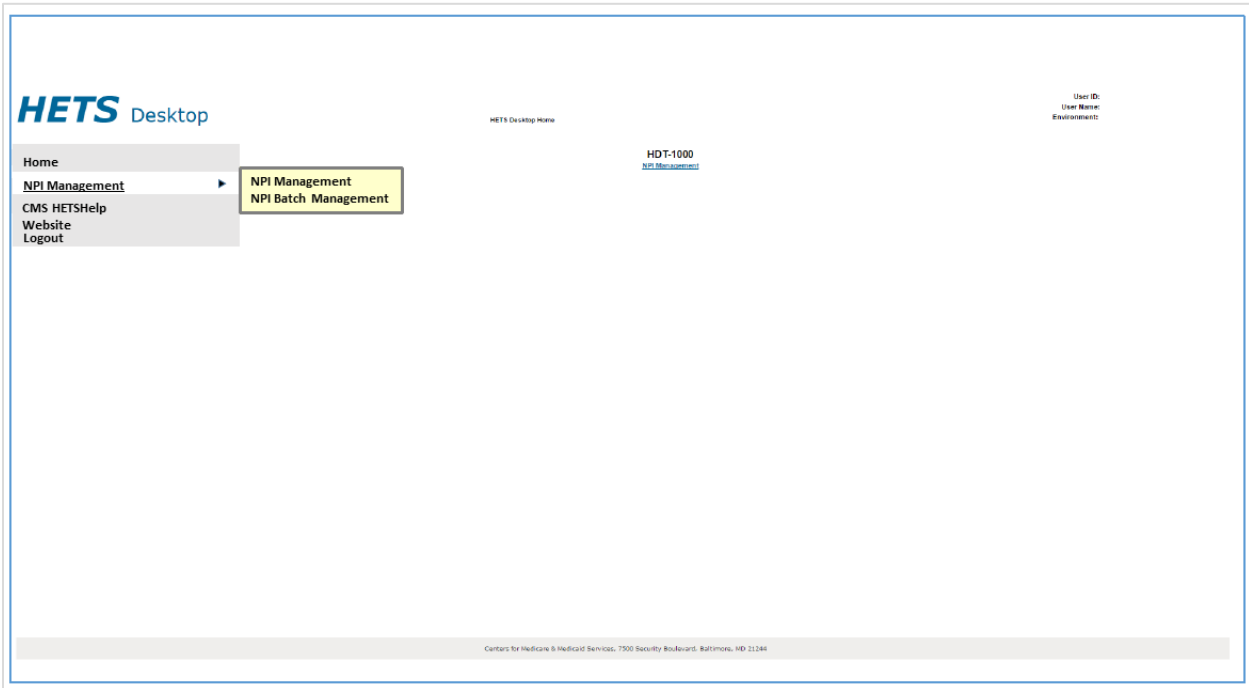 HETS Desktop
HETS Desktop Home
User ID:
User Name:
Environment:
Home
NPI Management
CMS HETSHelp
Website
Logout
NPI Management
NPI Batch Management
HDT-1000
NPI Management
Centers for Medicare & Medicaid Services, 7500 Security Boulevard, Baltimore, MD 21244